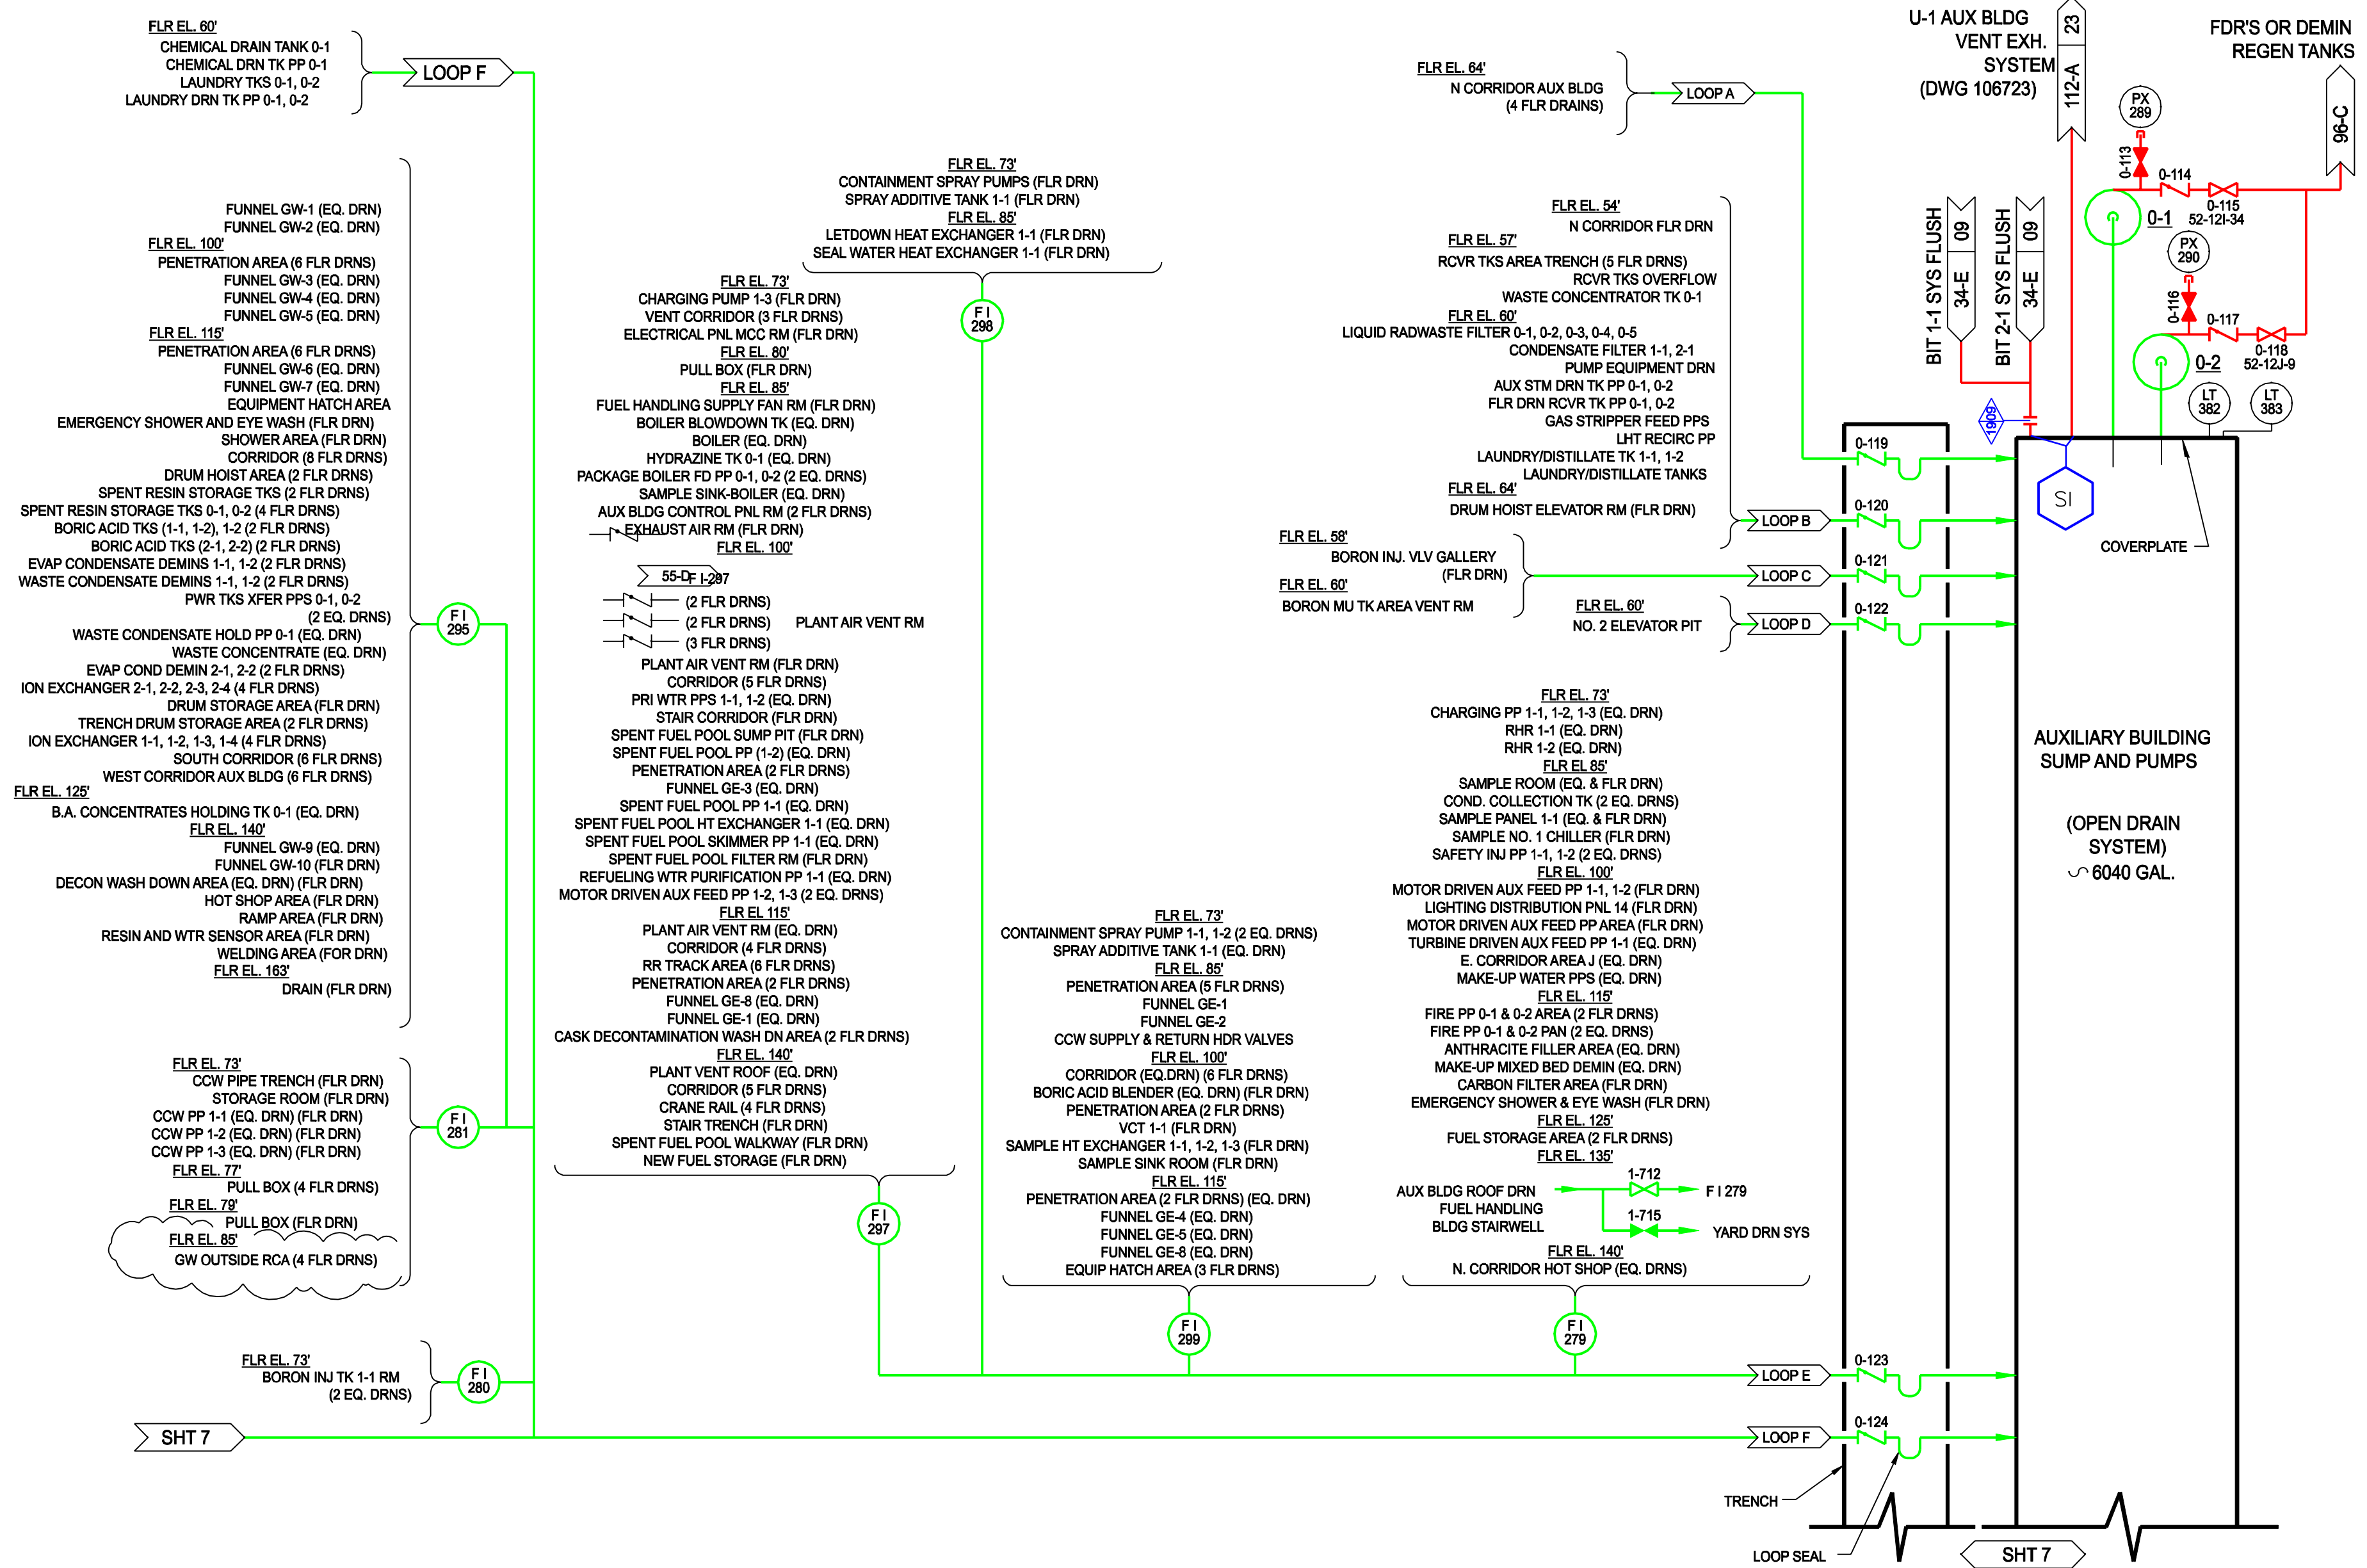 FLR EL. 60'
CHEMICAL DRAIN TANK 0-1
CHEMICAL DRN TK PP 0-1
LAUNDRY TKS 0-1, 0-2
LAUNDRY DRN TK PP 0-1, 0-2
LOOP F
FUNNEL GW-1 (EQ. DRN)
FUNNEL GW-2 (EQ. DRN)
FLR EL. 100'
PENETRATION AREA (6 FLR DRNS)
FUNNEL GW-3 (EQ. DRN)
FUNNEL GW-4 (EQ. DRN)
FUNNEL GW-5 (EQ. DRN)
FLR EL. 115'
PENETRATION AREA (6 FLR DRNS)
FUNNEL GW-6 (EQ. DRN)
FUNNEL GW-7 (EQ. DRN)
EQUIPMENT HATCH AREA
EMERGENCY SHOWER AND EYE WASH (FLR DRN)
SHOWER AREA (FLR DRN)
CORRIDOR (8 FLR DRNS)
DRUM HOIST AREA (2 FLR DRNS)
SPENT RESIN STORAGE TKS (2 FLR DRNS)
SPENT RESIN STORAGE TKS 0-1, 0-2 (4 FLR DRNS)
BORIC ACID TKS (1-1, 1-2), 1-2 (2 FLR DRNS)
BORIC ACID TKS (2-1, 2-2) (2 FLR DRNS)
EVAP CONDENSATE DEMINS 1-1, 1-2 (2 FLR DRNS)
WASTE CONDENSATE DEMINS 1-1, 1-2 (2 FLR DRNS)
PWR TKS XFER PPS 0-1, 0-2
(2 EQ. DRNS)
WASTE CONDENSATE HOLD PP 0-1 (EQ. DRN)
WASTE CONCENTRATE (EQ. DRN)
EVAP COND DEMIN 2-1, 2-2 (2 FLR DRNS)
ION EXCHANGER 2-1, 2-2, 2-3, 2-4 (4 FLR DRNS)
DRUM STORAGE AREA (FLR DRN)
TRENCH DRUM STORAGE AREA (2 FLR DRNS)
ION EXCHANGER 1-1, 1-2, 1-3, 1-4 (4 FLR DRNS)
SOUTH CORRIDOR (6 FLR DRNS)
WEST CORRIDOR AUX BLDG (6 FLR DRNS)
FLR EL. 125'
B.A. CONCENTRATES HOLDING TK 0-1 (EQ. DRN)
FLR EL. 140'
FUNNEL GW-9 (EQ. DRN)
FUNNEL GW-10 (FLR DRN)
DECON WASH DOWN AREA (EQ. DRN) (FLR DRN)
HOT SHOP AREA (FLR DRN)
RAMP AREA (FLR DRN)
RESIN AND WTR SENSOR AREA (FLR DRN)
WELDING AREA (FOR DRN)
FLR EL. 163'
DRAIN (FLR DRN)
F I
295
FLR EL. 73'
CCW PIPE TRENCH (FLR DRN)
STORAGE ROOM (FLR DRN)
CCW PP 1-1 (EQ. DRN) (FLR DRN)
CCW PP 1-2 (EQ. DRN) (FLR DRN)
CCW PP 1-3 (EQ. DRN) (FLR DRN)
FLR EL. 77'
PULL BOX (4 FLR DRNS)
FLR EL. 79'
PULL BOX (FLR DRN)
FLR EL. 85'
GW OUTSIDE RCA (4 FLR DRNS)
F I
281
FLR EL. 73'
BORON INJ TK 1-1 RM
(2 EQ. DRNS)
F I
280
SHT 7
FLR EL. 73'
CHARGING PUMP 1-3 (FLR DRN)
VENT CORRIDOR (3 FLR DRNS)
ELECTRICAL PNL MCC RM (FLR DRN)
FLR EL. 80'
PULL BOX (FLR DRN)
FLR EL. 85'
FUEL HANDLING SUPPLY FAN RM (FLR DRN)
BOILER BLOWDOWN TK (EQ. DRN)
BOILER (EQ. DRN)
HYDRAZINE TK 0-1 (EQ. DRN)
PACKAGE BOILER FD PP 0-1, 0-2 (2 EQ. DRNS)
SAMPLE SINK-BOILER (EQ. DRN)
AUX BLDG CONTROL PNL RM (2 FLR DRNS)
EXHAUST AIR RM (FLR DRN)
FLR EL. 100'
55-D
F I-297
(2 FLR DRNS)
(2 FLR DRNS) PLANT AIR VENT RM
(3 FLR DRNS)
PLANT AIR VENT RM (FLR DRN)
CORRIDOR (5 FLR DRNS)
PRI WTR PPS 1-1, 1-2 (EQ. DRN)
STAIR CORRIDOR (FLR DRN)
SPENT FUEL POOL SUMP PIT (FLR DRN)
SPENT FUEL POOL PP (1-2) (EQ. DRN)
PENETRATION AREA (2 FLR DRNS)
FUNNEL GE-3 (EQ. DRN)
SPENT FUEL POOL PP 1-1 (EQ. DRN)
SPENT FUEL POOL HT EXCHANGER 1-1 (EQ. DRN)
SPENT FUEL POOL SKIMMER PP 1-1 (EQ. DRN)
SPENT FUEL POOL FILTER RM (FLR DRN)
REFUELING WTR PURIFICATION PP 1-1 (EQ. DRN)
MOTOR DRIVEN AUX FEED PP 1-2, 1-3 (2 EQ. DRNS)
FLR EL 115'
PLANT AIR VENT RM (EQ. DRN)
CORRIDOR (4 FLR DRNS)
RR TRACK AREA (6 FLR DRNS)
PENETRATION AREA (2 FLR DRNS)
FUNNEL GE-8 (EQ. DRN)
FUNNEL GE-1 (EQ. DRN)
CASK DECONTAMINATION WASH DN AREA (2 FLR DRNS)
FLR EL. 140'
PLANT VENT ROOF (EQ. DRN)
CORRIDOR (5 FLR DRNS)
CRANE RAIL (4 FLR DRNS)
STAIR TRENCH (FLR DRN)
SPENT FUEL POOL WALKWAY (FLR DRN)
NEW FUEL STORAGE (FLR DRN)
F I
297
FLR EL. 73'
CONTAINMENT SPRAY PUMPS (FLR DRN)
SPRAY ADDITIVE TANK 1-1 (FLR DRN)
FLR EL. 85'
LETDOWN HEAT EXCHANGER 1-1 (FLR DRN)
SEAL WATER HEAT EXCHANGER 1-1 (FLR DRN)
F I
298
FLR EL. 73'
CONTAINMENT SPRAY PUMP 1-1, 1-2 (2 EQ. DRNS)
SPRAY ADDITIVE TANK 1-1 (EQ. DRN)
FLR EL. 85'
PENETRATION AREA (5 FLR DRNS)
FUNNEL GE-1
FUNNEL GE-2
CCW SUPPLY & RETURN HDR VALVES
FLR EL. 100'
CORRIDOR (EQ.DRN) (6 FLR DRNS)
BORIC ACID BLENDER (EQ. DRN) (FLR DRN)
PENETRATION AREA (2 FLR DRNS)
VCT 1-1 (FLR DRN)
SAMPLE HT EXCHANGER 1-1, 1-2, 1-3 (FLR DRN)
SAMPLE SINK ROOM (FLR DRN)
FLR EL. 115'
PENETRATION AREA (2 FLR DRNS) (EQ. DRN)
FUNNEL GE-4 (EQ. DRN)
FUNNEL GE-5 (EQ. DRN)
FUNNEL GE-8 (EQ. DRN)
EQUIP HATCH AREA (3 FLR DRNS)
F I
299
FLR EL. 64'
N CORRIDOR AUX BLDG
(4 FLR DRAINS)
LOOP A
FLR EL. 54'
N CORRIDOR FLR DRN
FLR EL. 57'
RCVR TKS AREA TRENCH (5 FLR DRNS)
RCVR TKS OVERFLOW
WASTE CONCENTRATOR TK 0-1
FLR EL. 60'
LIQUID RADWASTE FILTER 0-1, 0-2, 0-3, 0-4, 0-5
CONDENSATE FILTER 1-1, 2-1
PUMP EQUIPMENT DRN
AUX STM DRN TK PP 0-1, 0-2
FLR DRN RCVR TK PP 0-1, 0-2
GAS STRIPPER FEED PPS
LHT RECIRC PP
LAUNDRY/DISTILLATE TK 1-1, 1-2
LAUNDRY/DISTILLATE TANKS
FLR EL. 64'
DRUM HOIST ELEVATOR RM (FLR DRN)
LOOP B
FLR EL. 58'
BORON INJ. VLV GALLERY
(FLR DRN)
FLR EL. 60'
BORON MU TK AREA VENT RM
LOOP C
FLR EL. 60'
NO. 2 ELEVATOR PIT
LOOP D
FLR EL. 73'
CHARGING PP 1-1, 1-2, 1-3 (EQ. DRN)
RHR 1-1 (EQ. DRN)
RHR 1-2 (EQ. DRN)
FLR EL 85'
SAMPLE ROOM (EQ. & FLR DRN)
COND. COLLECTION TK (2 EQ. DRNS)
SAMPLE PANEL 1-1 (EQ. & FLR DRN)
SAMPLE NO. 1 CHILLER (FLR DRN)
SAFETY INJ PP 1-1, 1-2 (2 EQ. DRNS)
FLR EL. 100'
MOTOR DRIVEN AUX FEED PP 1-1, 1-2 (FLR DRN)
LIGHTING DISTRIBUTION PNL 14 (FLR DRN)
MOTOR DRIVEN AUX FEED PP AREA (FLR DRN)
TURBINE DRIVEN AUX FEED PP 1-1 (EQ. DRN)
E. CORRIDOR AREA J (EQ. DRN)
MAKE-UP WATER PPS (EQ. DRN)
FLR EL. 115'
FIRE PP 0-1 & 0-2 AREA (2 FLR DRNS)
FIRE PP 0-1 & 0-2 PAN (2 EQ. DRNS)
ANTHRACITE FILLER AREA (EQ. DRN)
MAKE-UP MIXED BED DEMIN (EQ. DRN)
CARBON FILTER AREA (FLR DRN)
EMERGENCY SHOWER & EYE WASH (FLR DRN)
FLR EL. 125'
FUEL STORAGE AREA (2 FLR DRNS)
FLR EL. 135'
AUX BLDG ROOF DRN
FUEL HANDLING
BLDG STAIRWELL
1-712
F I 279
1-715
YARD DRN SYS
FLR EL. 140'
N. CORRIDOR HOT SHOP (EQ. DRNS)
F I
279
LOOP E
LOOP F
0-119
0-120
0-121
0-122
0-123
0-124
TRENCH
LOOP SEAL
U-1 AUX BLDG
VENT EXH.
SYSTEM
(DWG 106723)
112-A 23
FDR'S OR DEMIN
REGEN TANKS
96-C
PX
289
0-113
0-114
0-115
52-12I-34
0-1
PX
290
0-116
0-117
0-118
52-12J-9
0-2
LT
382
LT
383
BIT 1-1 SYS FLUSH
34-E 09
BIT 2-1 SYS FLUSH
34-E 09
1909
SI
COVERPLATE
AUXILIARY BUILDING
SUMP AND PUMPS
(OPEN DRAIN
SYSTEM)
6040 GAL.
SHT 7